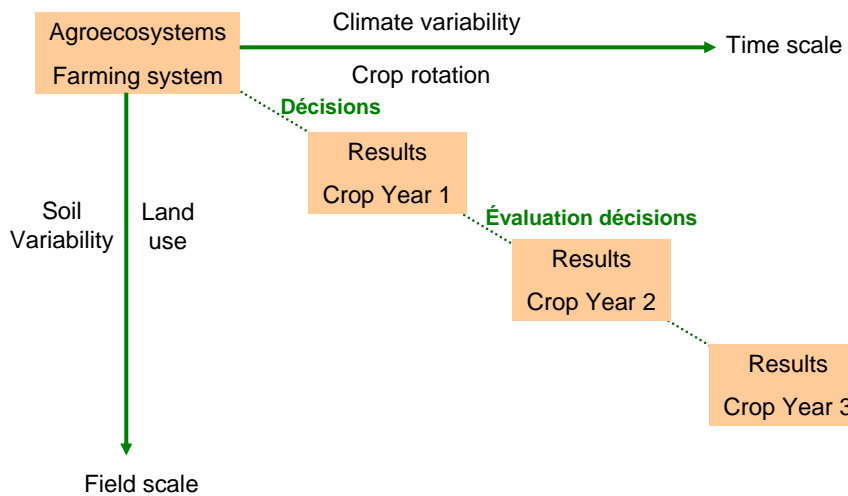 Climate variability
Agroecosystems
Time scale
Farming system
Crop rotation
Décisions
Results
Crop Year 1
Soil
Variability
Land
use
Évaluation décisions
Results
Crop Year 2
Results
Crop Year 3
Field scale